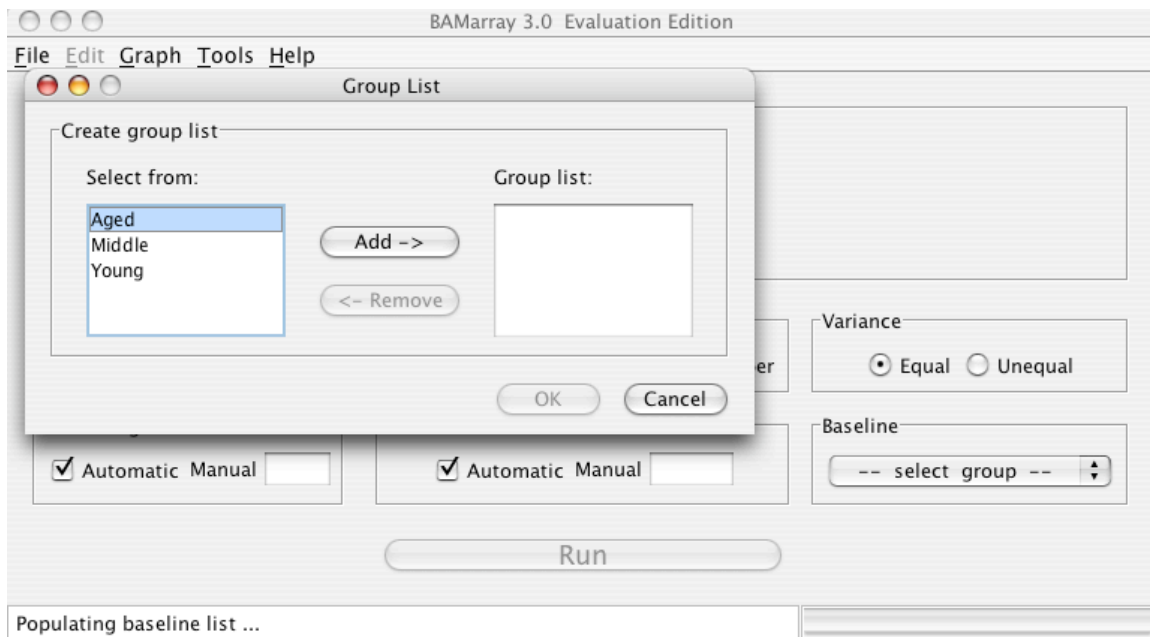 BAMarray 3.0 Evaluation Edition
File Edit Graph Tools Help
Group List
Create group list
Select from:
Group list:
Aged
Middle
Young
Add ->
<- Remove
OK
Cancel
Variance
Equal
Unequal
Automatic Manual
Automatic Manual
Baseline
-- select group --
Run
Populating baseline list ...